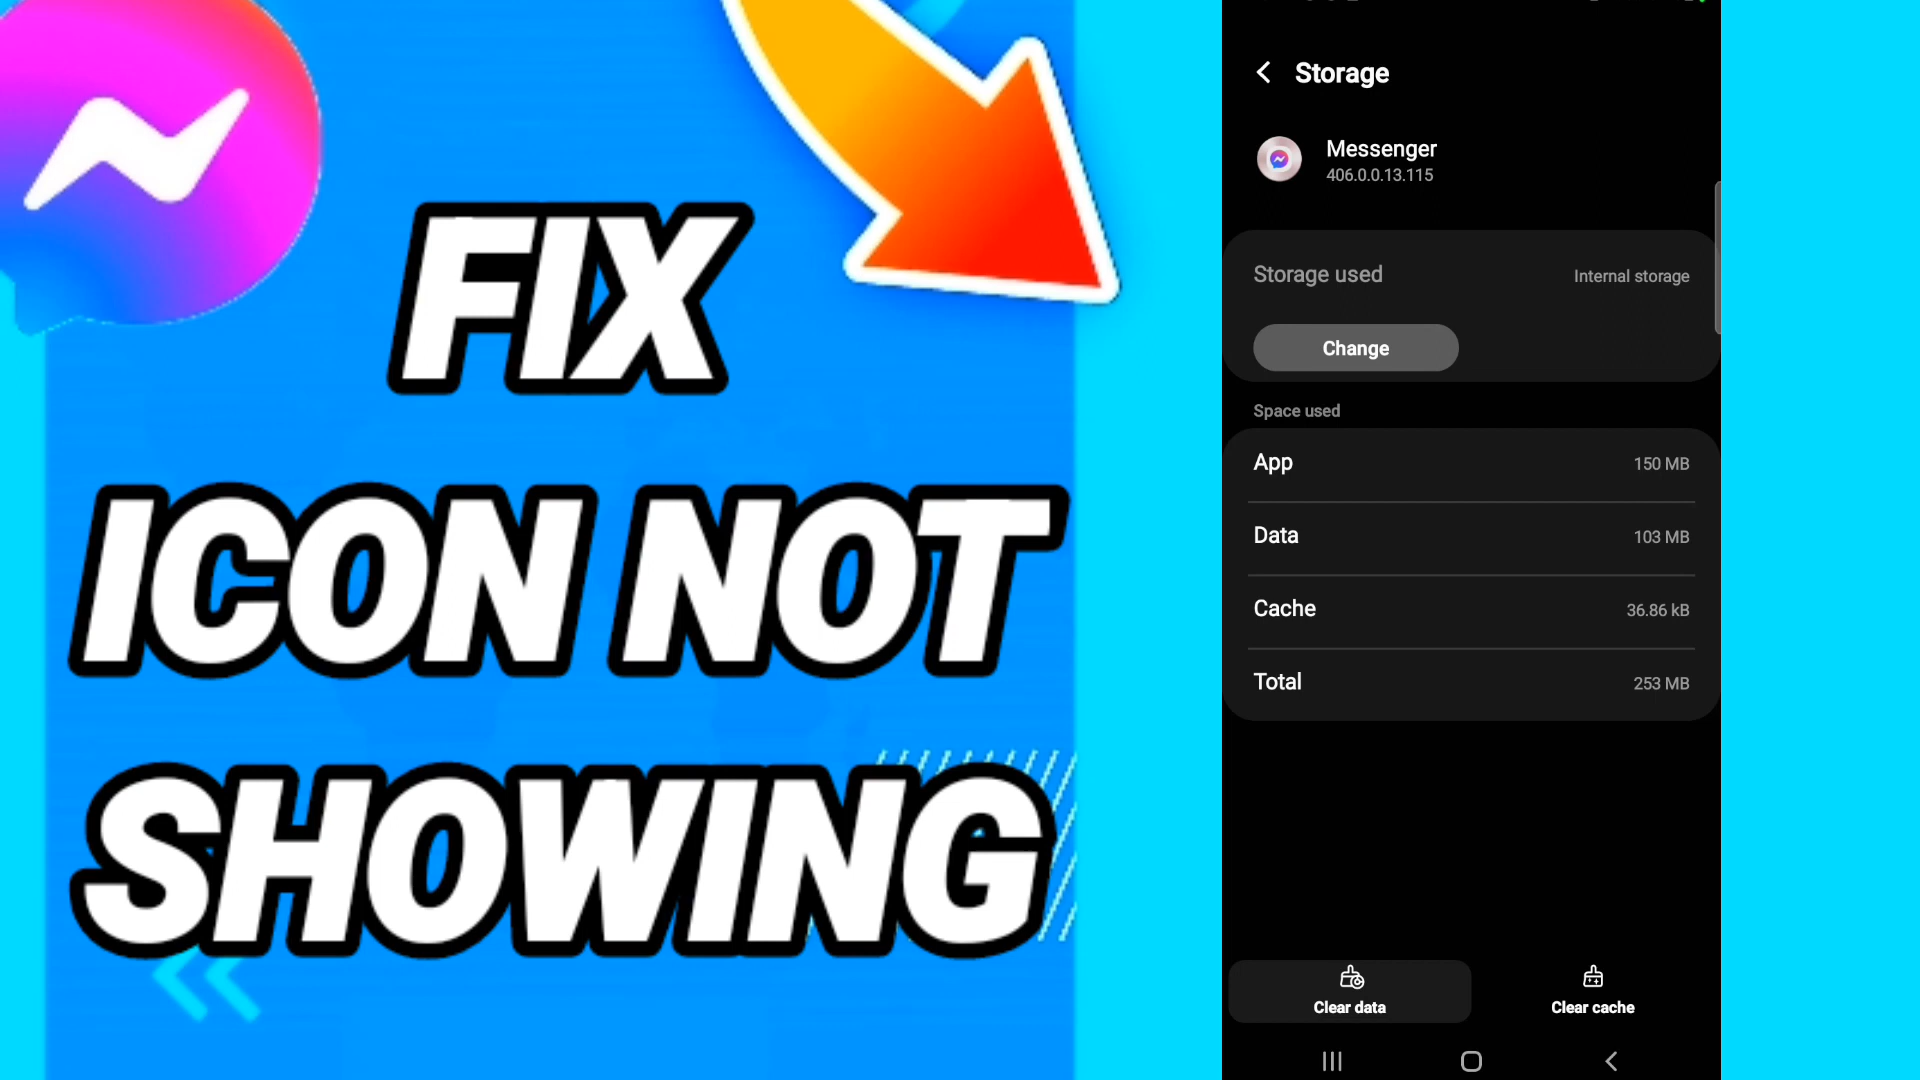 FIX
ICON NOT
SHOWING
Storage
Messenger
406.0.0.13.115
Storage used Internal storage
Change
Space used
App 150 MB
Data 103 MB
Cache 36.86 kB
Total 253 MB
Clear data Clear cache